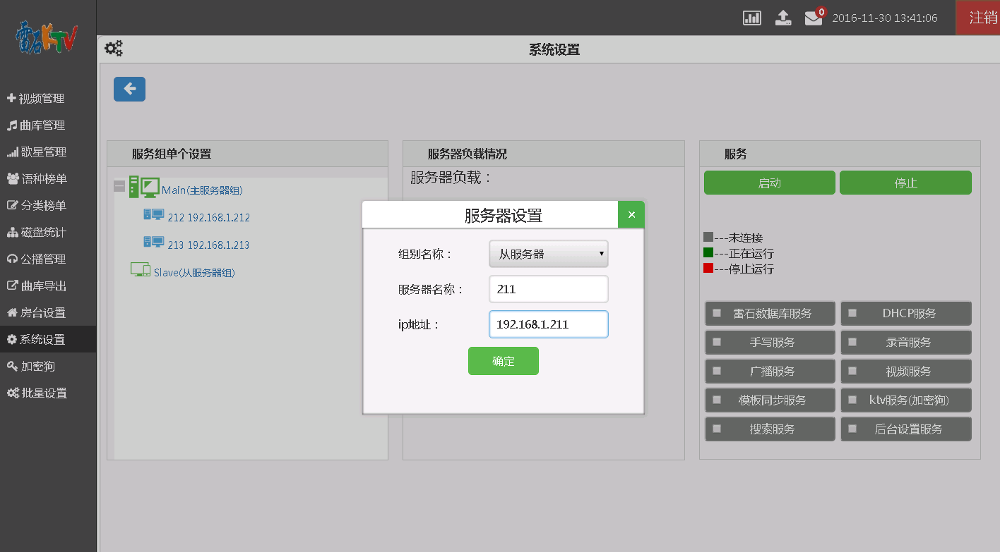 雷石KTV
0
2016-11-30 13:41:06
注销
系统设置
视频管理
曲库管理
歌星管理
语种榜单
分类榜单
磁盘统计
公播管理
曲库导出
房台设置
系统设置
加密狗
批量设置
服务组单个设置
Main(主服务器组)
212 192.168.1.212
213 192.168.1.213
Slave(从服务器组)
服务器负载情况
服务器负载：
服务器设置
×
组别名称：
从服务器
服务器名称：
211
ip地址：
192.168.1.211
确定
服务
启动
停止
---未连接
---正在运行
---停止运行
雷石数据库服务
DHCP服务
手写服务
录音服务
广播服务
视频服务
模板同步服务
ktv服务(加密狗)
搜索服务
后台设置服务